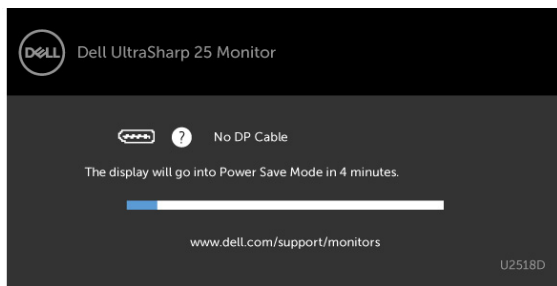 DELL
Dell UltraSharp 25 Monitor
? No DP Cable
The display will go into Power Save Mode in 4 minutes.
www.dell.com/support/monitors
U2518D